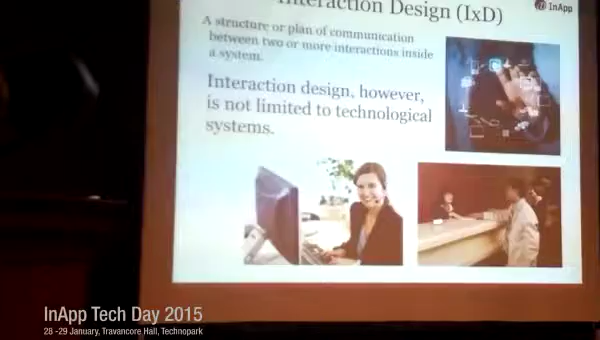 Interaction Design (IxD)
InApp
A structure or plan of communication
between two or more interactions inside
a system.
Interaction design, however,
is not limited to technological
systems.
InApp Tech Day 2015
28 -29 January, Travancore Hall, Technopark